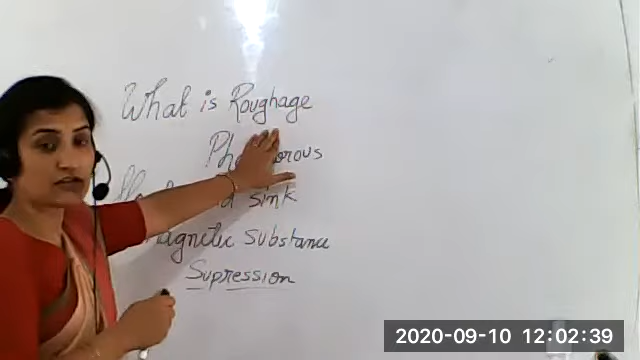 What is Roughage
sink
magnetic substance
Supression
2020-09-10 12:02:39